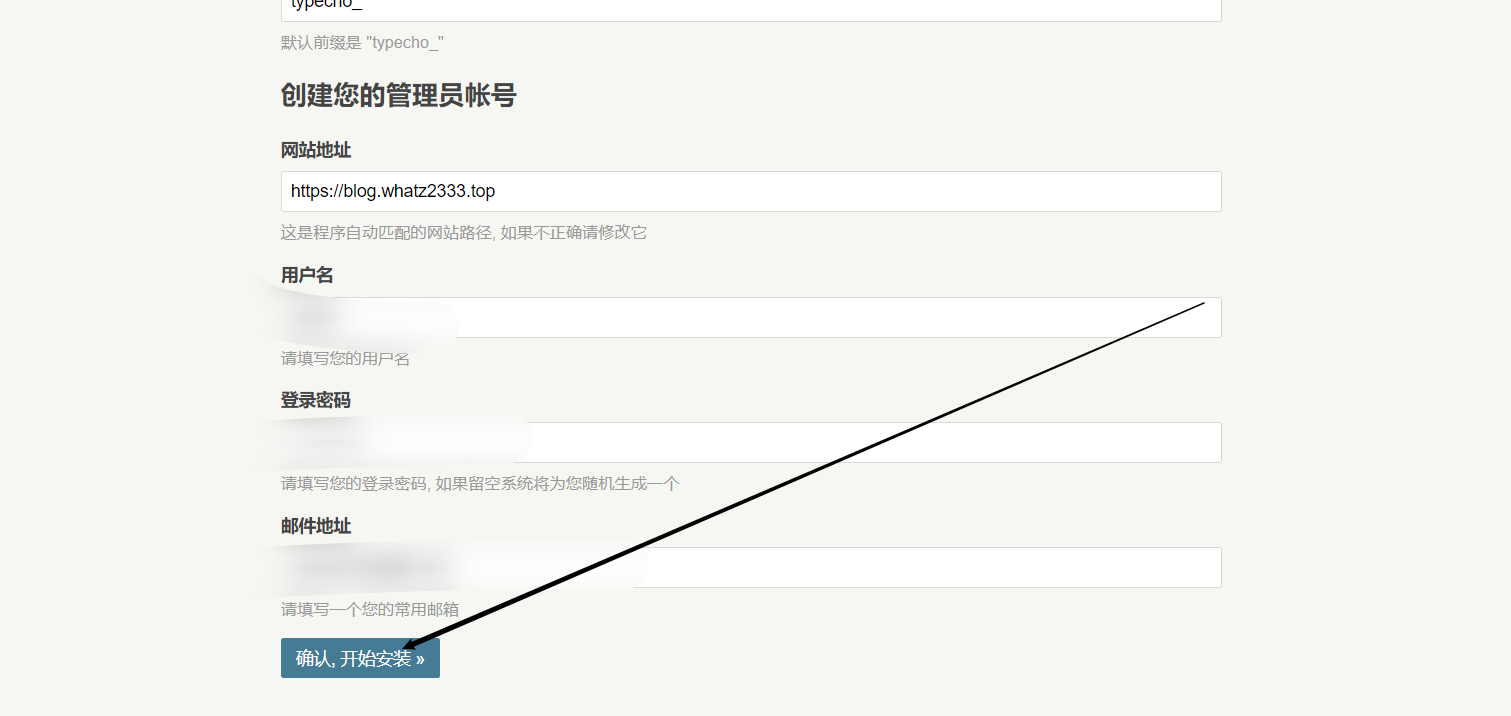 typecho_
默认前缀是 "typecho_"
创建您的管理员帐号
网站地址
https://blog.whatz2333.top
这是程序自动匹配的网站路径, 如果不正确请修改它
用户名
请填写您的用户名
登录密码
请填写您的登录密码, 如果留空系统将为您随机生成一个
邮件地址
请填写一个您的常用邮箱
确认, 开始安装 »